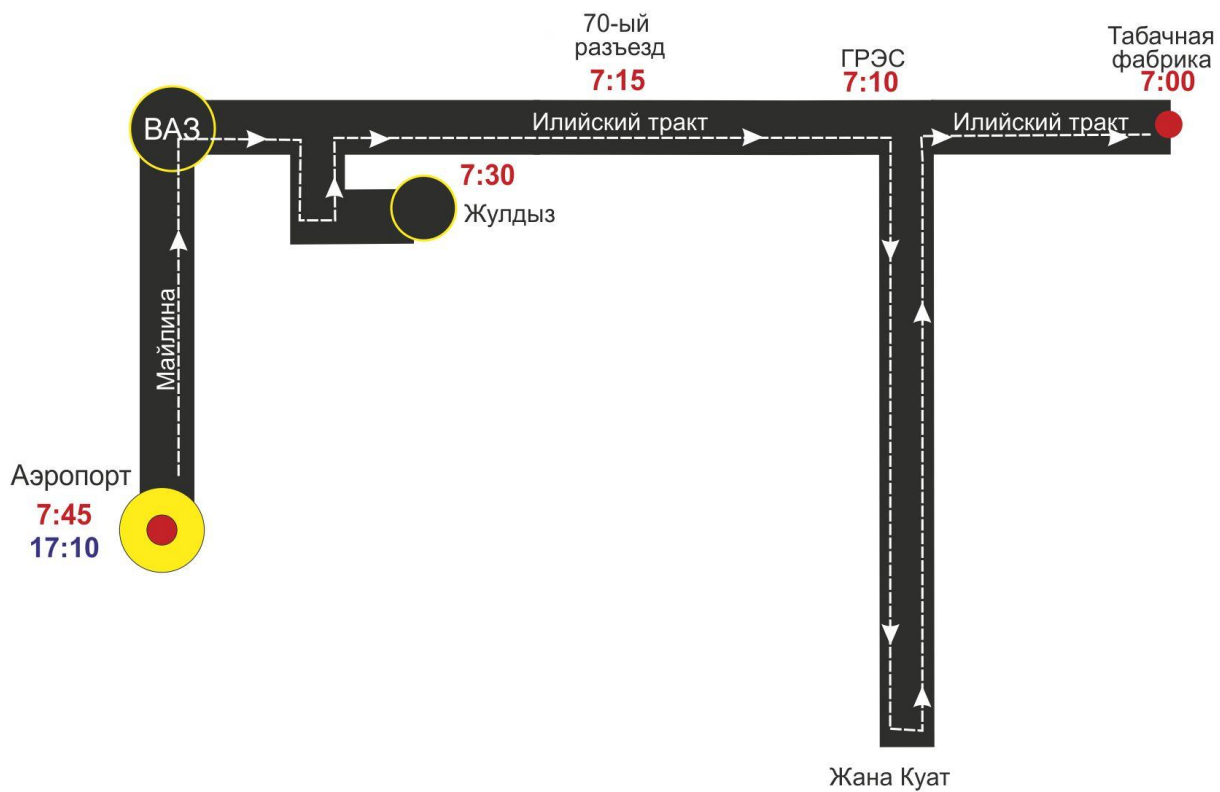 70-ый
разъезд
7:15
ГРЭС
7:10
Табачная
фабрика
7:00
ВАЗ
Илийский тракт
Илийский тракт
7:30
Жулдыз
Майлина
Аэропорт
7:45
17:10
Жана Куат